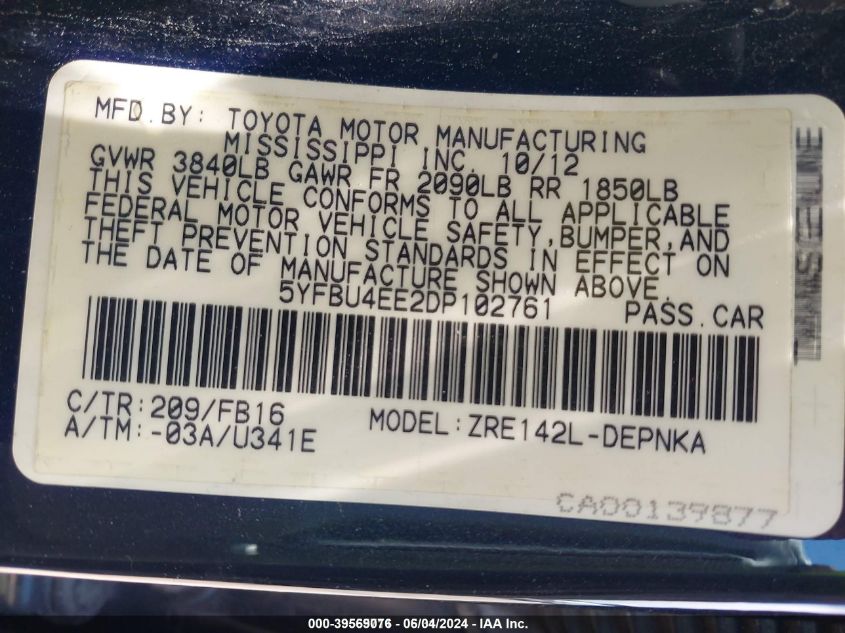 MFD.BY: TOYOTA MOTOR MANUFACTURING
MISSISSIPPI INC. 10/12
GVWR 3840LB GAWR FR 2090LB RR 1850LB
THIS VEHICLE CONFORMS TO ALL APPLICABLE
FEDERAL MOTOR VEHICLE SAFETY,BUMPER,AND
THEFT PREVENTION STANDARDS IN EFFECT ON
THE DATE OF MANUFACTURE SHOWN ABOVE.
5YFBU4EE2DP102761 PASS.CAR
C/TR:209/FB16
A/TM:-03A/U341E
MODEL:ZRE142L-DEPNKA
CA00139877
000-39569076 - 06/04/2024 - IAA Inc.